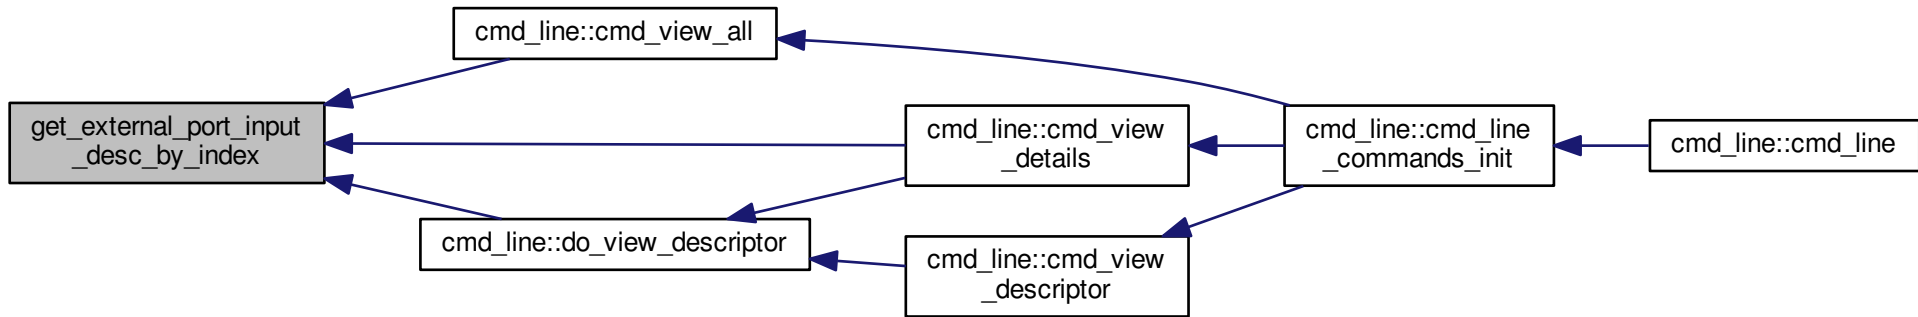 cmd_line::cmd_view_all
get_external_port_input
_desc_by_index
cmd_line::cmd_view
_details
cmd_line::cmd_line
_commands_init
cmd_line::cmd_line
cmd_line::do_view_descriptor
cmd_line::cmd_view
_descriptor